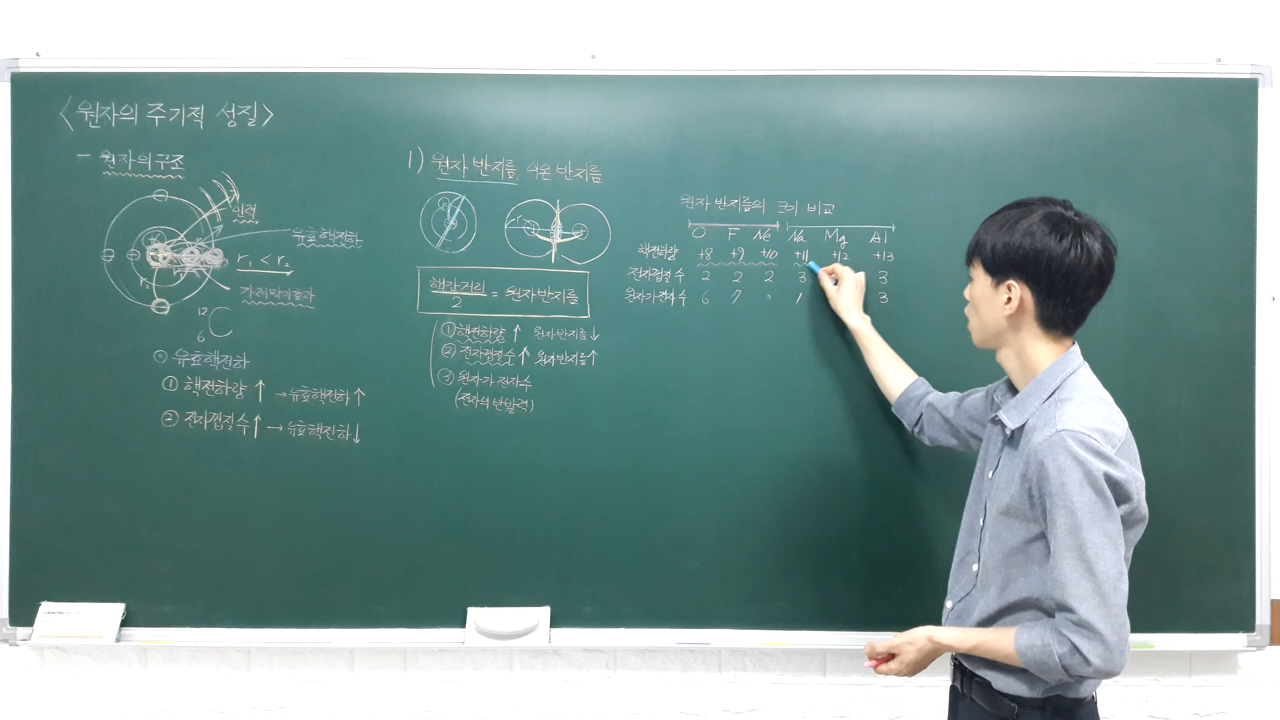 <원자의 주기적 성질>
- 원자의 구조
인력
유효핵전하
r₁ < r₂
가려막기효과
r₂
12
C
6
◎ 유효핵전하
① 핵전하량 ↑ → 유효핵전하 ↑
② 전자껍질수 ↑ → 유효핵전하 ↓
1) 원자 반지름, 이온 반지름
r
핵간거리 / 2 = 원자반지름
① 핵전하량 ↑ 원자반지름 ↓
② 전자껍질수 ↑ 원자반지름 ↑
③ 원자가 전자수
(전자의 반발력)
원자 반지름의 크기 비교
O F Ne Na Mg Al
핵전하량 +8 +9 +10 +11 +12 +13
전자껍질 수 2 2 2 3 3
원자가 전자 수 6 7 0 1 3